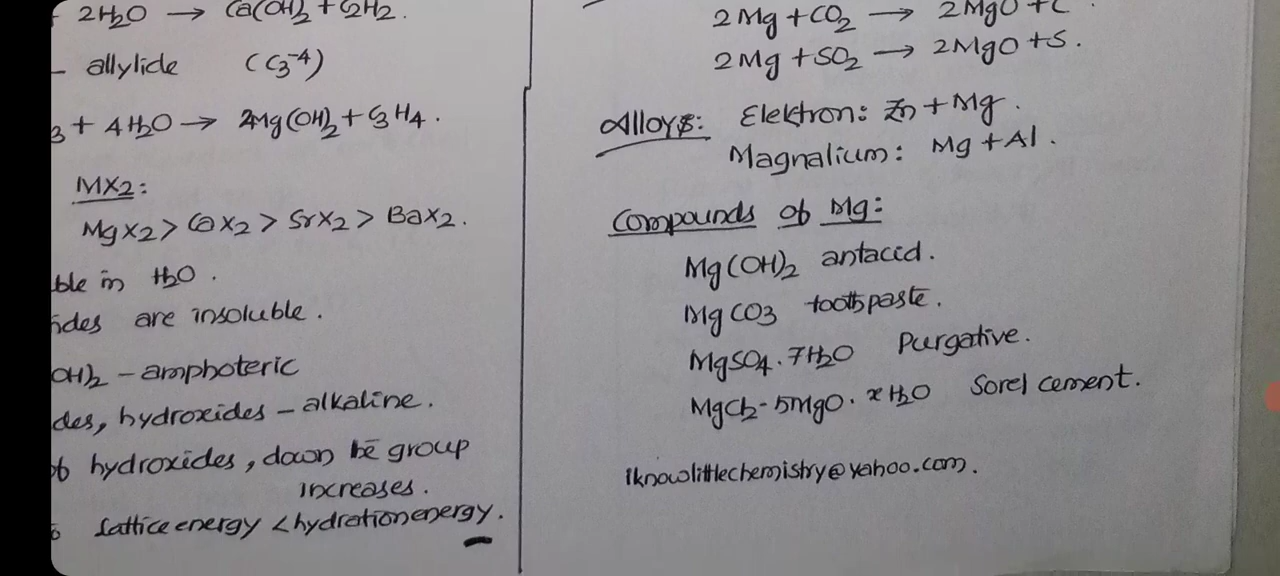 2H2O → Ca(OH)2 + C2H2.
- allylide (C3^-4)
3 + 4H2O → 2Mg(OH)2 + C3H4.
MX2:
MgX2 > CaX2 > SrX2 > BaX2.
ble in H2O.
ides are insoluble.
OH)2 - amphoteric
des, hydroxides - alkaline.
of hydroxides, down the group
increases.
lattice energy < hydration energy.
2Mg + CO2 → 2MgO + C.
2Mg + SO2 → 2MgO + S.
Alloys: Elektron: Zn + Mg.
Magnalium: Mg + Al.
Compounds of Mg:
Mg(OH)2 antacid.
MgCO3 toothpaste.
MgSO4.7H2O Purgative.
MgCl2-5MgO.xH2O Sorel cement.
iknowlittlechemistry@yahoo.com.